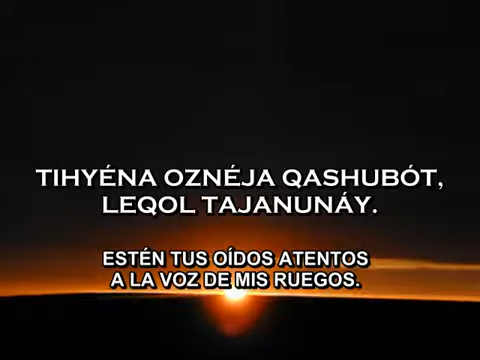 TIHYÉNA OZNÉJA QASHUBÓT,
LEQOL TAJANUNÁY.
ESTÉN TUS OÍDOS ATENTOS
A LA VOZ DE MIS RUEGOS.